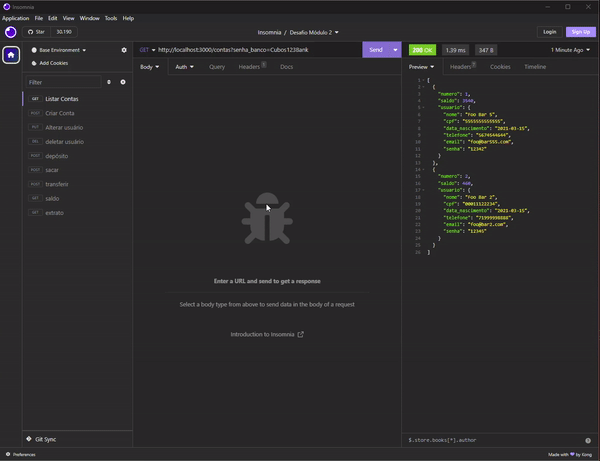 Insomnia
Application File Edit View Window Tools Help
Star 30.190
Insomnia / Desafio Módulo 2
Login Sign Up
Base Environment
Add Cookies
Filter
GET Listar Contas
POST Criar Conta
PUT Alterar usuário
DEL deletar usuário
POST depósito
POST sacar
POST transferir
GET saldo
GET extrato
GET http://localhost:3000/contas?senha_banco=Cubos123Bank Send
Body Auth Query Headers 1 Docs
Enter a URL and send to get a response
Select a body type from above to send data in the body of a request
Introduction to Insomnia
200 OK 1.39 ms 347 B 1 Minute Ago
Preview Headers Cookies Timeline
1 [
2 {
3 "numero": 1,
4 "saldo": 3540,
5 "usuario": {
6 "nome": "Foo Bar 5",
7 "cpf": "5555555555555",
8 "data_nascimento": "2021-03-15",
9 "telefone": "5674544644",
10 "email": "foo@bar555.com",
11 "senha": "12342"
12 }
13 },
14 {
15 "numero": 2,
16 "saldo": 460,
17 "usuario": {
18 "nome": "Foo Bar 2",
19 "cpf": "00011122234",
20 "data_nascimento": "2021-03-15",
21 "telefone": "71999998888",
22 "email": "foo@bar2.com",
23 "senha": "12345"
24 }
25 }
26 ]
$.store.books[*].author
Git Sync
Preferences
Made with by Kong